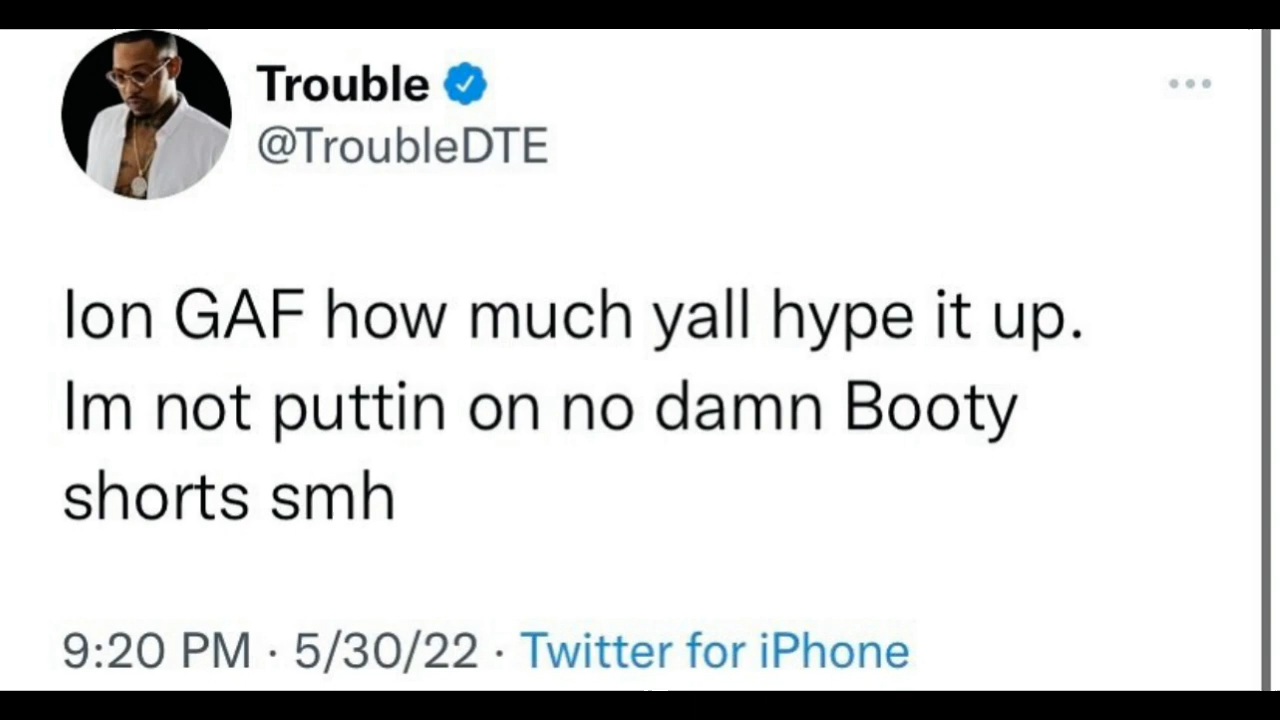 Trouble
@TroubleDTE
Ion GAF how much yall hype it up.
Im not puttin on no damn Booty
shorts smh
9:20 PM · 5/30/22 · Twitter for iPhone